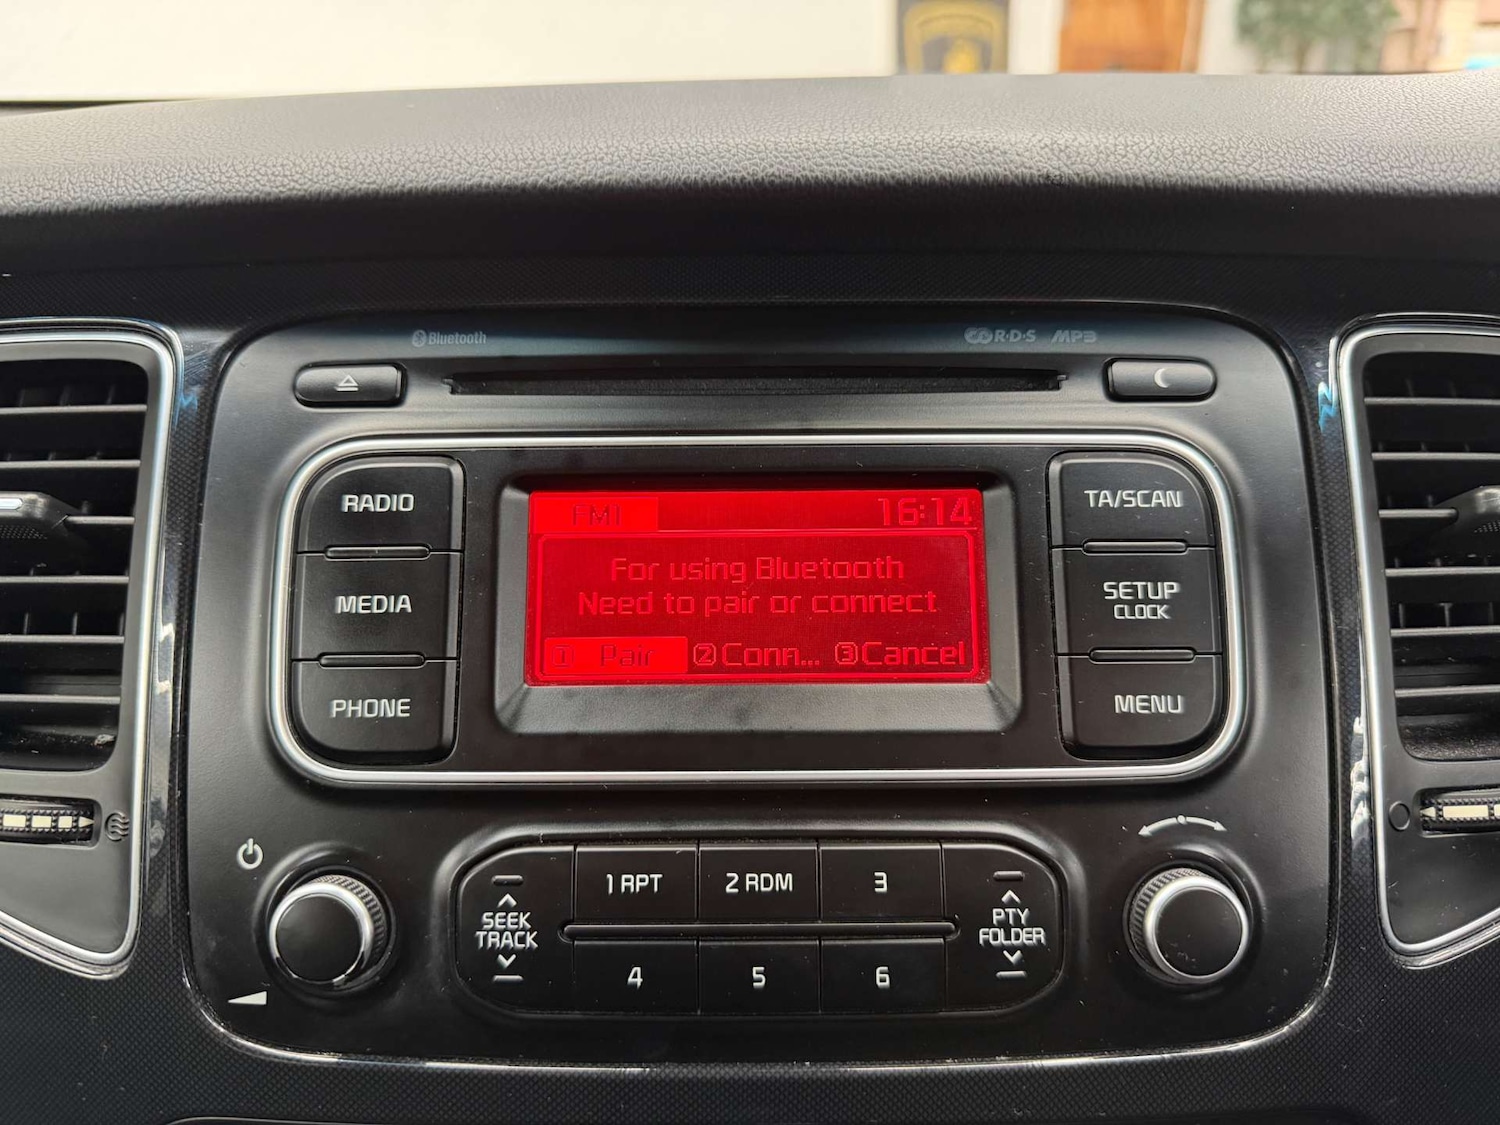 Bluetooth
R·D·S MP3
RADIO
MEDIA
PHONE
FM1 16:14
For using Bluetooth
Need to pair or connect
1 Pair 2 Conn... 3 Cancel
TA/SCAN
SETUP
CLOCK
MENU
SEEK
TRACK
1 RPT
2 RDM
3
4
5
6
PTY
FOLDER